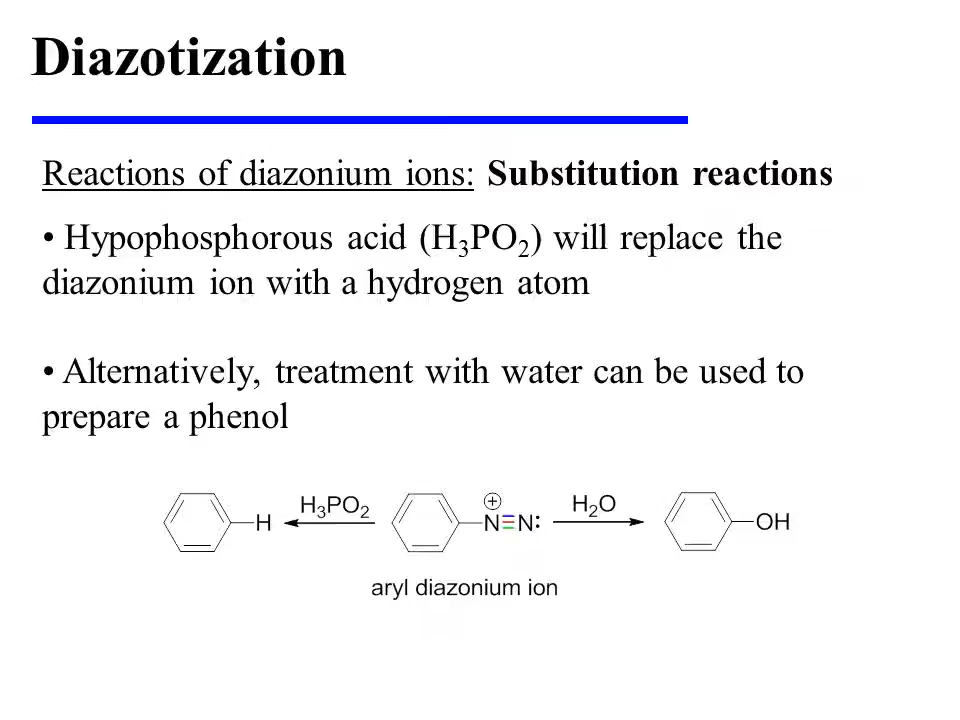 Diazotization
Reactions of diazonium ions: Substitution reactions
• Hypophosphorous acid (H₃PO₂) will replace the
diazonium ion with a hydrogen atom
• Alternatively, treatment with water can be used to
prepare a phenol
H H₃PO₂ ⊕ N≡N: H₂O OH
aryl diazonium ion